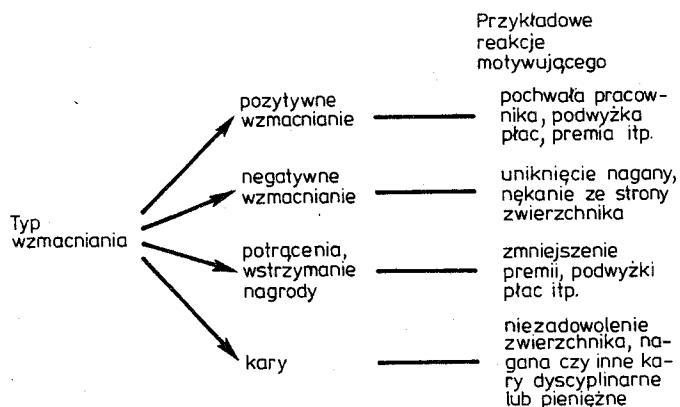 Przykładowe
reakcje
motywującego
pozytywne
wzmacnianie
pochwała pracow-
nika, podwyżka
płac, premia itp.
negatywne
wzmacnianie
uniknięcie nagany,
nękanie ze strony
zwierzchnika
Typ
wzmacniania
potrącenia,
wstrzymanie
nagrody
zmniejszenie
premii, podwyżki
płac itp.
kary
niezadowolenie
zwierzchnika, na-
gana czy inne ka-
ry dyscyplinarne
lub pieniężne